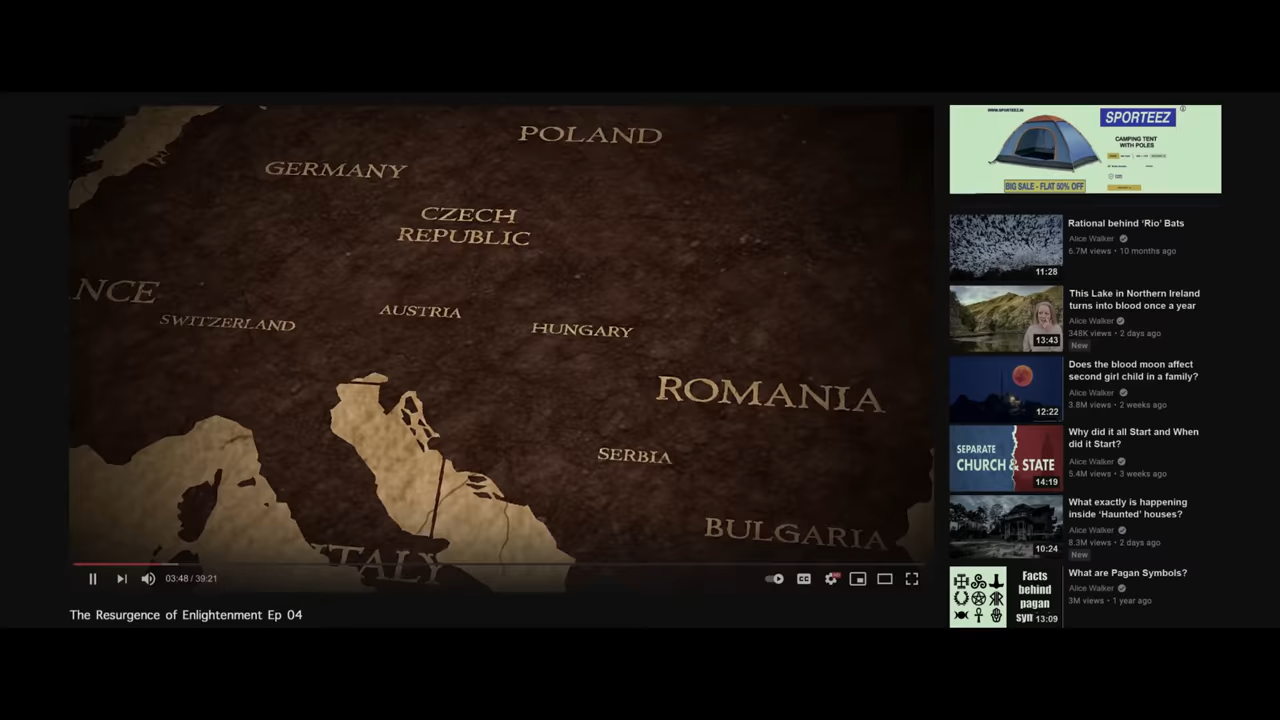 POLAND
GERMANY
CZECH
REPUBLIC
NCE
SWITZERLAND
AUSTRIA
HUNGARY
ROMANIA
SERBIA
BULGARIA
ITALY
03:48 / 39:21
CC
The Resurgence of Enlightenment Ep 04
WWW.SPORTEEZ.IN
SPORTEEZ
CAMPING TENT
WITH POLES
BIG SALE - FLAT 50% OFF
11:28
Rational behind ‘Rio’ Bats
Alice Walker
6.7M views • 10 months ago
13:43
This Lake in Northern Ireland
turns into blood once a year
Alice Walker
348K views • 2 days ago
New
12:22
Does the blood moon affect
second girl child in a family?
Alice Walker
3.8M views • 2 weeks ago
SEPARATE
CHURCH & STATE
14:19
Why did it all Start and When
did it Start?
Alice Walker
5.4M views • 3 weeks ago
10:24
What exactly is happening
inside ‘Haunted’ houses?
Alice Walker
8.3M views • 2 days ago
New
Facts
behind
pagan
syn 13:09
What are Pagan Symbols?
Alice Walker
3M views • 1 year ago